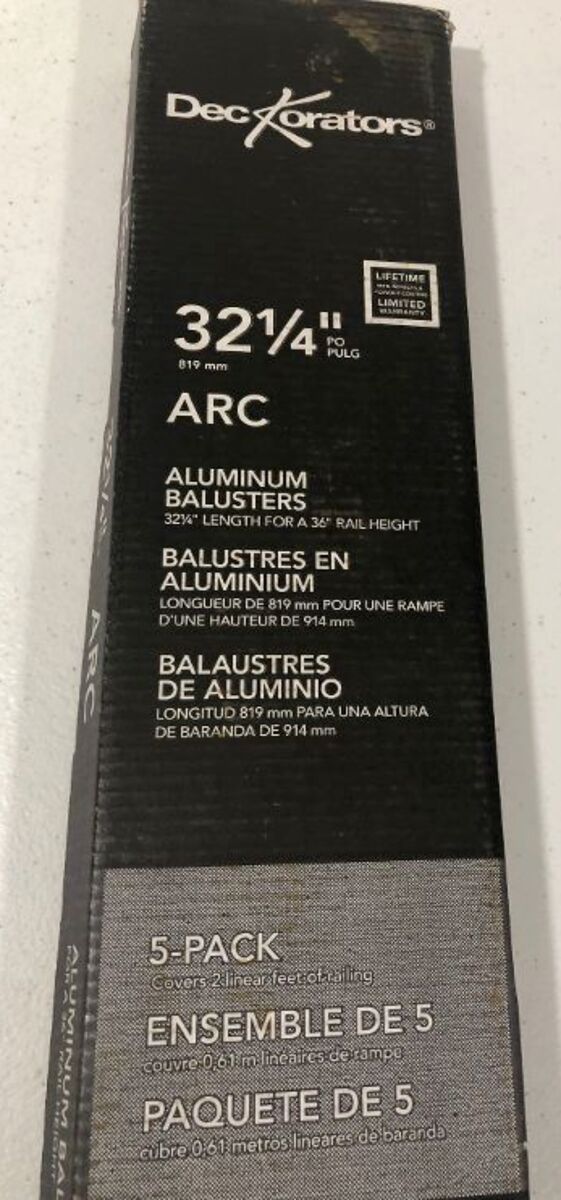 Deckorators®
LIFETIME
LIMITED
WARRANTY
32¼"
PO
PULG
819 mm
ARC
ALUMINUM
BALUSTERS
32¼" LENGTH FOR A 36" RAIL HEIGHT
BALUSTRES EN
ALUMINIUM
LONGUEUR DE 819 mm POUR UNE RAMPE
D'UNE HAUTEUR DE 914 mm
BALAUSTRES
DE ALUMINIO
LONGITUD 819 mm PARA UNA ALTURA
DE BARANDA DE 914 mm
5-PACK
Covers 2 linear feet of railing
ENSEMBLE DE 5
couvre 0,61 m linéaires de rampe
PAQUETE DE 5
cubre 0,61 metros lineares de baranda
ARC
ALUMINUM BAL